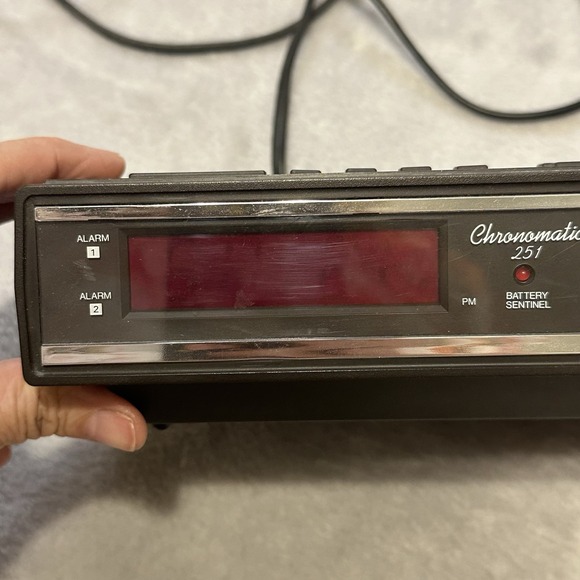 ALARM
1
ALARM
2
PM
Chronomatic
251
BATTERY
SENTINEL